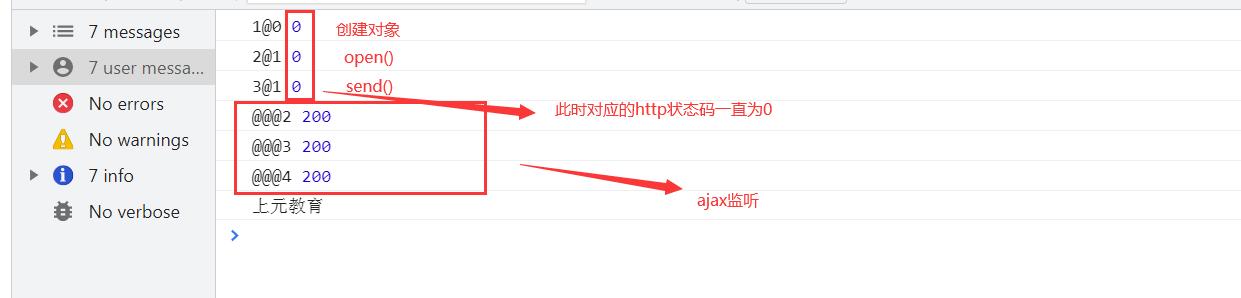 7 messages
7 user messa...
No errors
No warnings
7 info
No verbose
1@0 0 创建对象
2@1 0 open()
3@1 0 send()
此时对应的http状态码一直为0
@@@2 200
@@@3 200
@@@4 200
ajax监听
上元教育